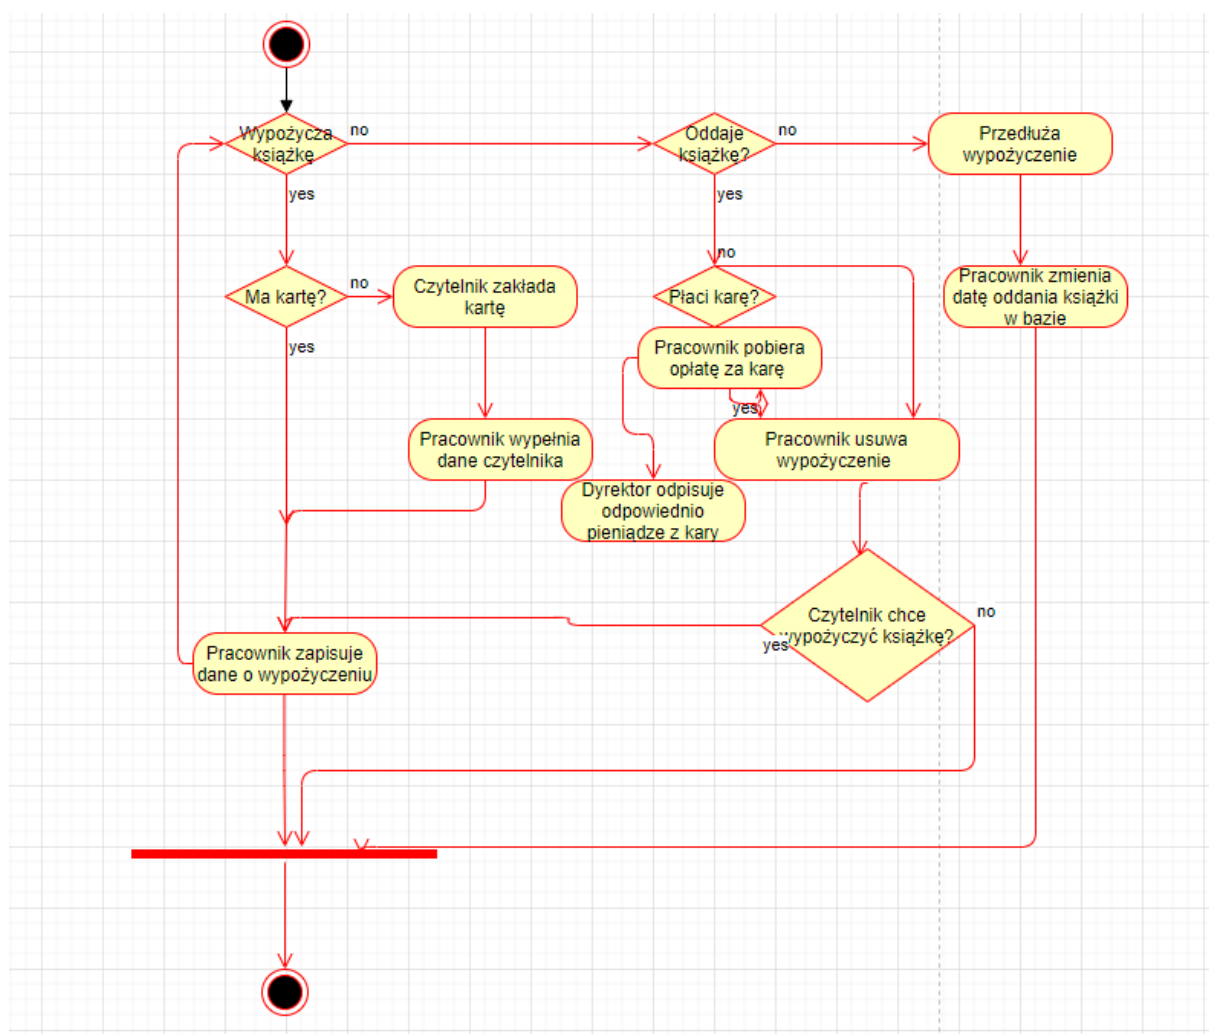 Wypożycza
książkę
no
Oddaje
książkę?
no
Przedłuża
wypożyczenie
yes
yes
no
Ma kartę?
no
Czytelnik zakłada
kartę
Płaci karę?
Pracownik zmienia
datę oddania książki
w bazie
yes
Pracownik pobiera
opłatę za karę
yes
Pracownik wypełnia
dane czytelnika
Pracownik usuwa
wypożyczenie
Dyrektor odpisuje
odpowiednio
pieniądze z kary
Czytelnik chce
wypożyczyć książkę?
no
yes
Pracownik zapisuje
dane o wypożyczeniu